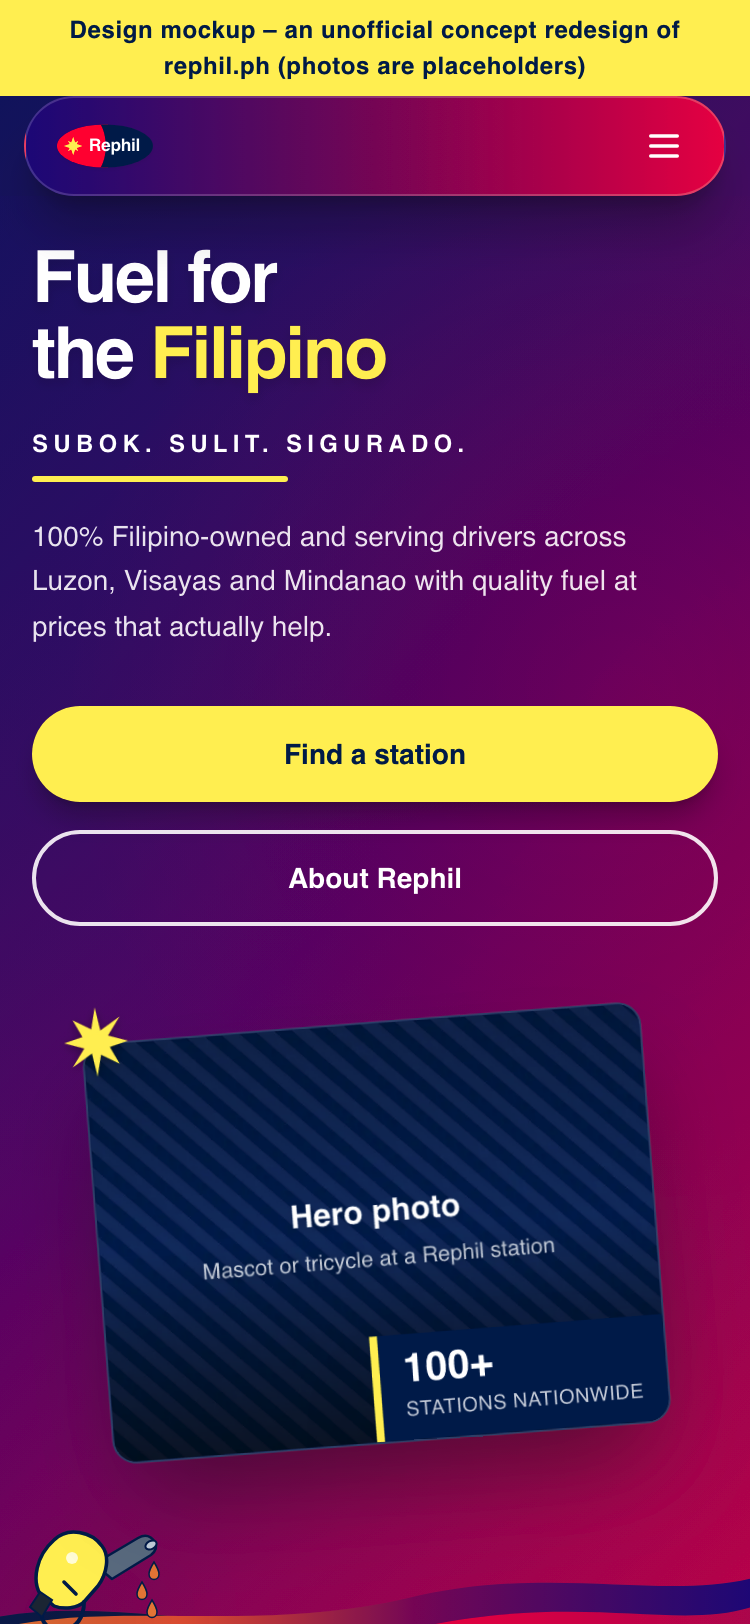 Design mockup – an unofficial concept redesign of
rephil.ph (photos are placeholders)
Rephil
Fuel for
the Filipino
SUBOK. SULIT. SIGURADO.
100% Filipino-owned and serving drivers across
Luzon, Visayas and Mindanao with quality fuel at
prices that actually help.
Find a station
About Rephil
Hero photo
Mascot or tricycle at a Rephil station
100+
STATIONS NATIONWIDE